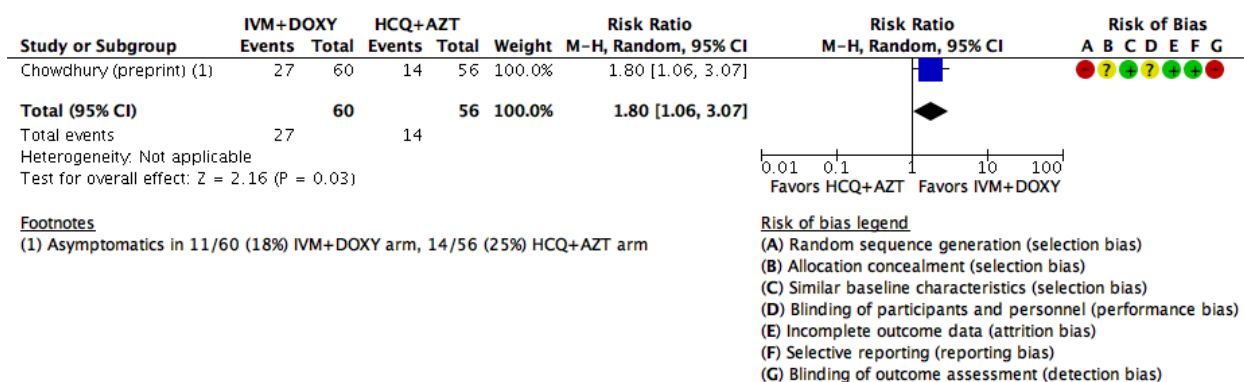 IVM+DOXY HCQ+AZT Risk Ratio Risk Ratio Risk of Bias
Study or Subgroup Events Total Events Total Weight M-H, Random, 95% CI M-H, Random, 95% CI A B C D E F G
Chowdhury (preprint) (1) 27 60 14 56 100.0% 1.80 [1.06, 3.07] - ? + ? + + -
Total (95% CI) 60 56 100.0% 1.80 [1.06, 3.07]
Total events 27 14
Heterogeneity: Not applicable
Test for overall effect: Z = 2.16 (P = 0.03)
0.01 0.1 1 10 100
Favors HCQ+AZT Favors IVM+DOXY
Footnotes
(1) Asymptomatics in 11/60 (18%) IVM+DOXY arm, 14/56 (25%) HCQ+AZT arm
Risk of bias legend
(A) Random sequence generation (selection bias)
(B) Allocation concealment (selection bias)
(C) Similar baseline characteristics (selection bias)
(D) Blinding of participants and personnel (performance bias)
(E) Incomplete outcome data (attrition bias)
(F) Selective reporting (reporting bias)
(G) Blinding of outcome assessment (detection bias)